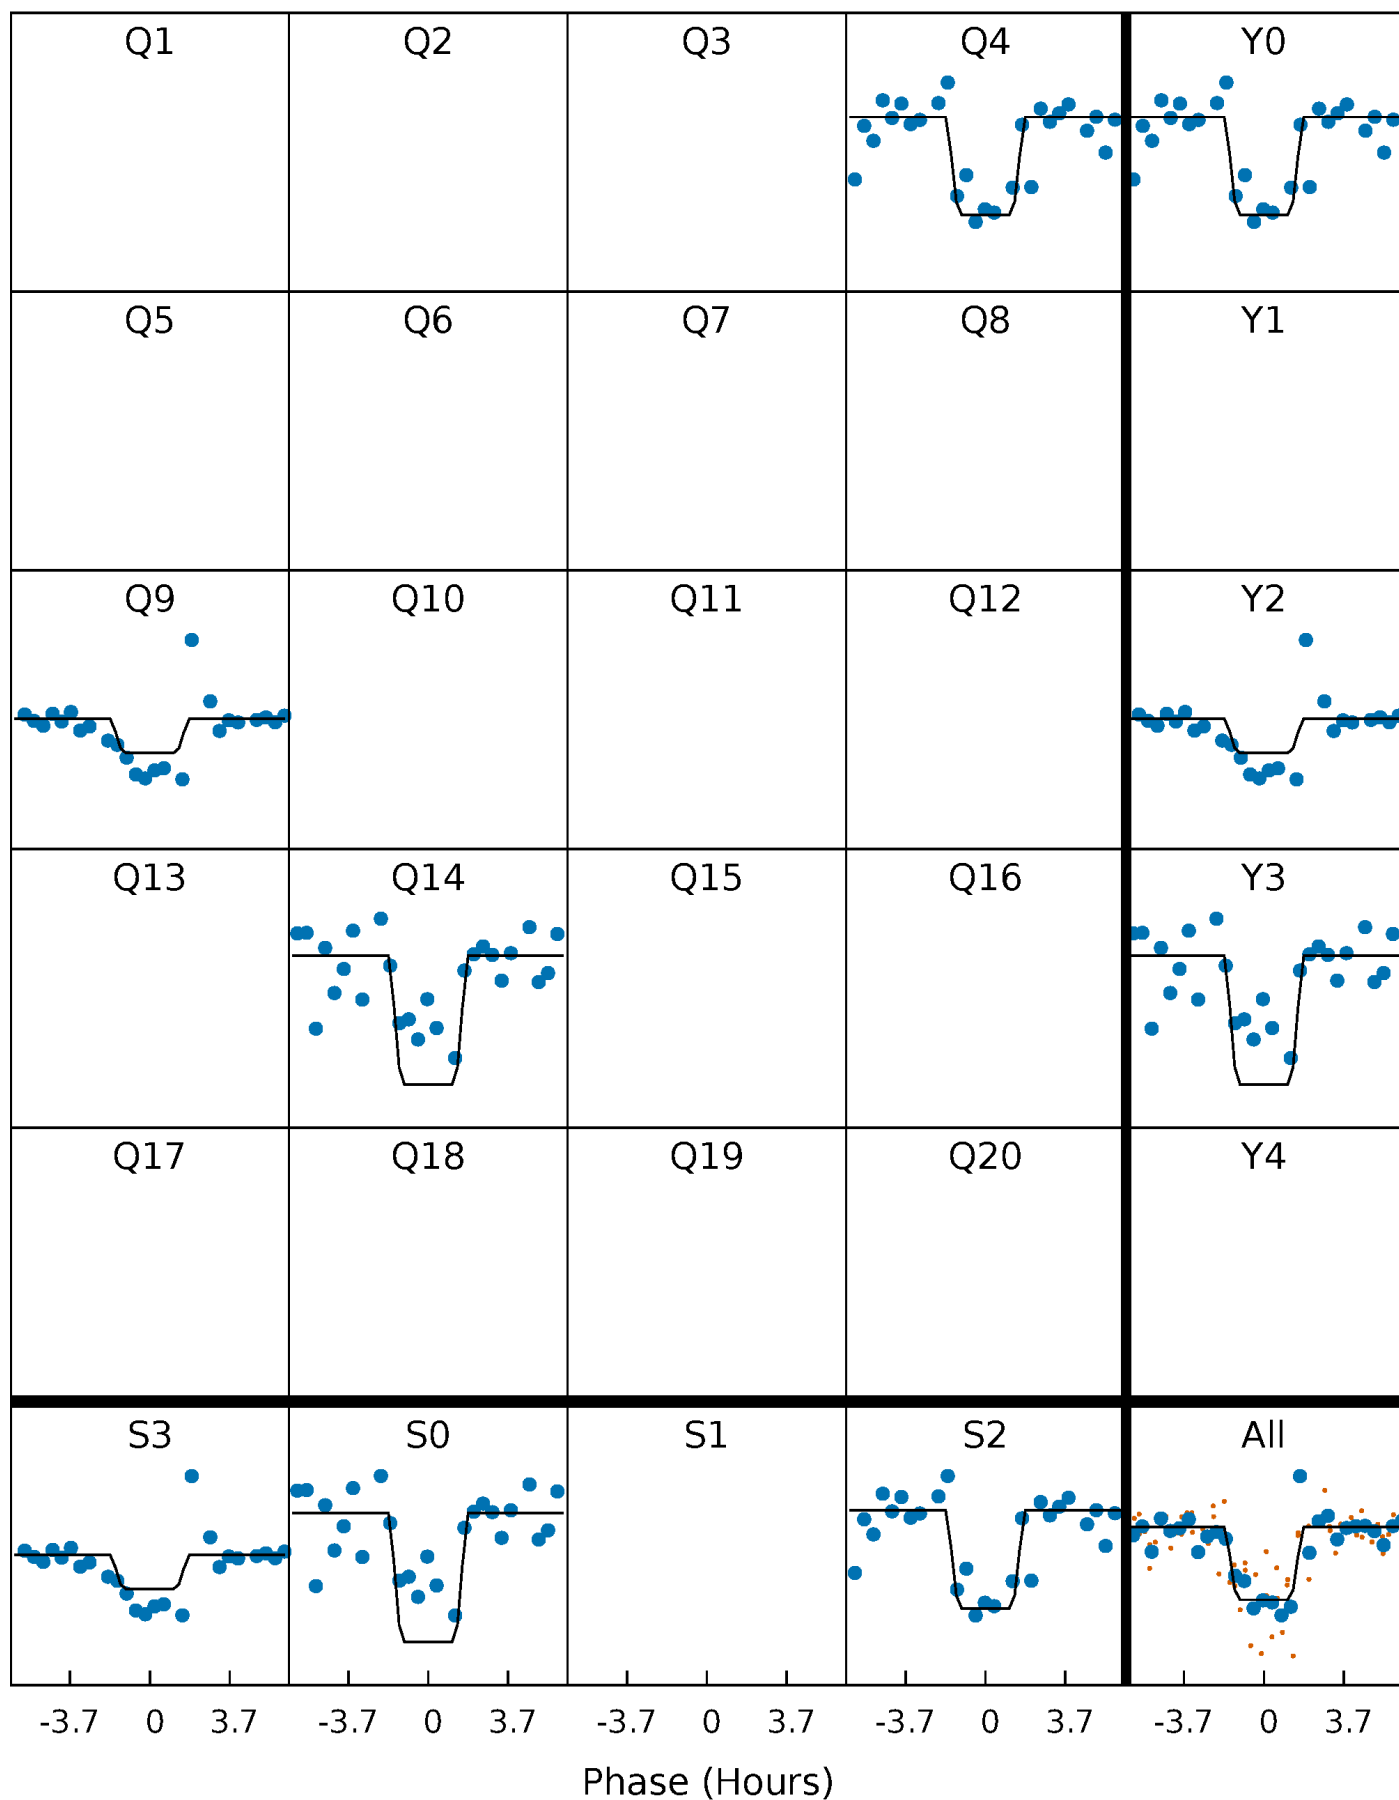 Q1 Q2 Q3 Q4 Y0
Q5 Q6 Q7 Q8 Y1
Q9 Q10 Q11 Q12 Y2
Q13 Q14 Q15 Q16 Y3
Q17 Q18 Q19 Q20 Y4
S3 S0 S1 S2 All
-3.7 0 3.7 -3.7 0 3.7 -3.7 0 3.7 -3.7 0 3.7 -3.7 0 3.7
Phase (Hours)